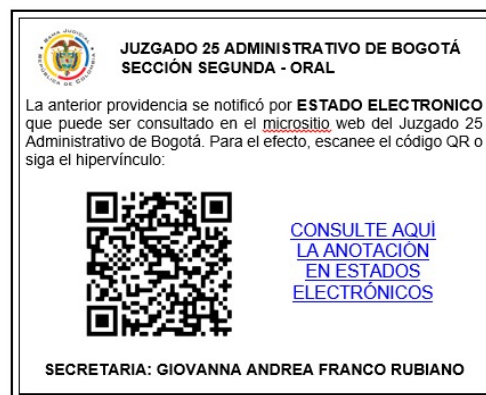 JUZGADO 25 ADMINISTRATIVO DE BOGOTÁ
SECCIÓN SEGUNDA - ORAL
La anterior providencia se notificó por ESTADO ELECTRONICO
que puede ser consultado en el micrositio web del Juzgado 25
Administrativo de Bogotá. Para el efecto, escanee el código QR o
siga el hipervínculo:
CONSULTE AQUÍ
LA ANOTACIÓN
EN ESTADOS
ELECTRÓNICOS
SECRETARIA: GIOVANNA ANDREA FRANCO RUBIANO